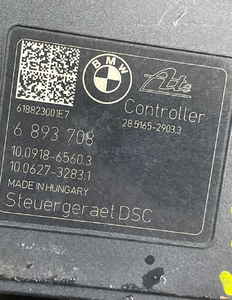 BMW
Ate
618823001E7
Controller
28.5165-2903.3
6 893 708
10.0918-6560.3
10.0627-3283.1
MADE IN HUNGARY
Steuergeraet DSC